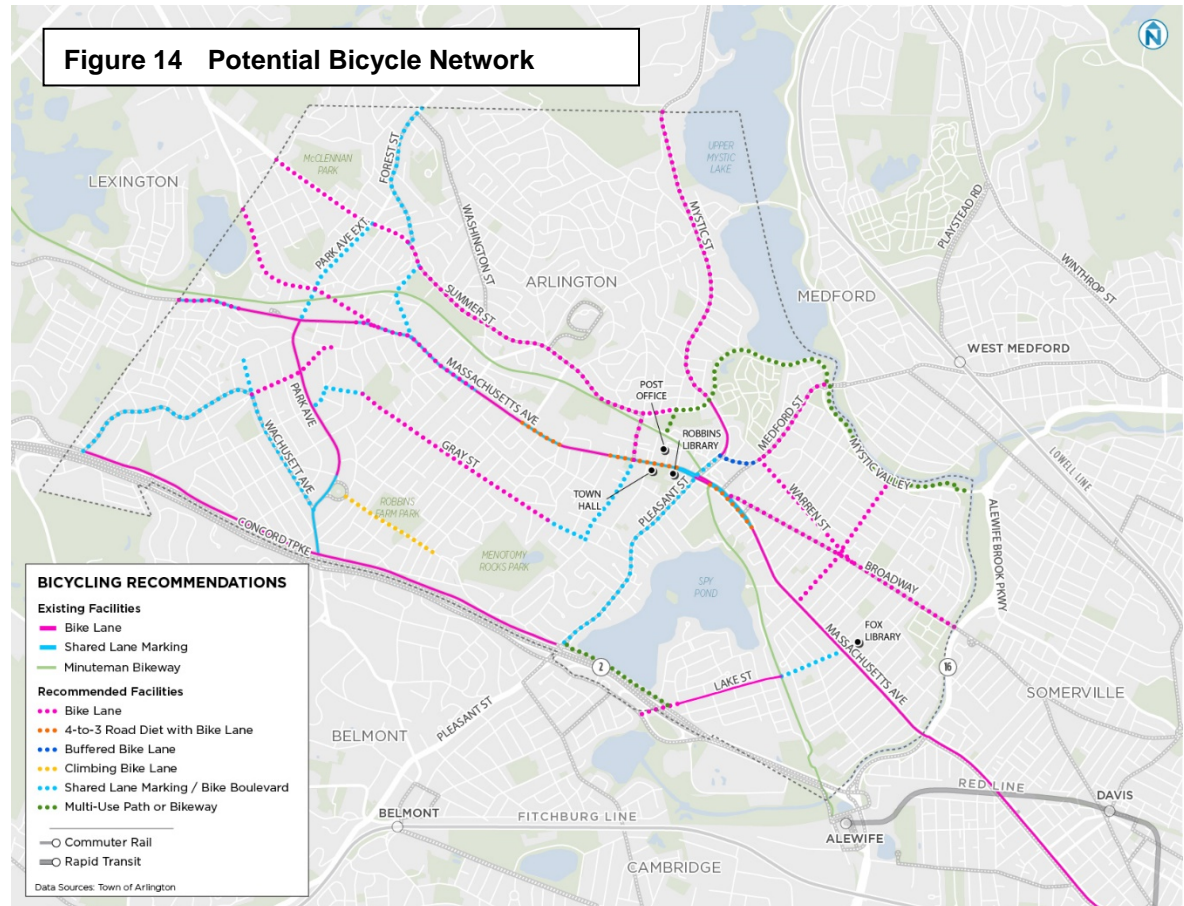 Figure 14 Potential Bicycle Network
N
LEXINGTON
McCLENNAN
PARK
FOREST ST
WASHINGTON ST
PARK AVE EXT.
UPPER
MYSTIC
LAKE
MYSTIC ST
PLAYSTEAD RD
WINTHROP ST
ARLINGTON
MEDFORD
SUMMER ST
WEST MEDFORD
MASSACHUSETTS AVE
POST
OFFICE
MEDFORD ST
PARK AVE
WACHUSETT AVE
ROBBINS
LIBRARY
MYSTIC VALLEY
LOWELL LINE
GRAY ST
TOWN
HALL
PLEASANT ST
WARREN ST
ROBBINS
FARM PARK
CONCORD TPKE
MENOTOMY
ROCKS PARK
SPY
POND
BROADWAY
ALEWIFE BROOK PKWY
FOX
LIBRARY
MASSACHUSETTS AVE
2
16
LAKE ST
SOMERVILLE
PLEASANT ST
BELMONT
RED LINE
DAVIS
BELMONT
FITCHBURG LINE
ALEWIFE
CAMBRIDGE
BICYCLING RECOMMENDATIONS
Existing Facilities
Bike Lane
Shared Lane Marking
Minuteman Bikeway
Recommended Facilities
Bike Lane
4-to-3 Road Diet with Bike Lane
Buffered Bike Lane
Climbing Bike Lane
Shared Lane Marking / Bike Boulevard
Multi-Use Path or Bikeway
Commuter Rail
Rapid Transit
Data Sources: Town of Arlington